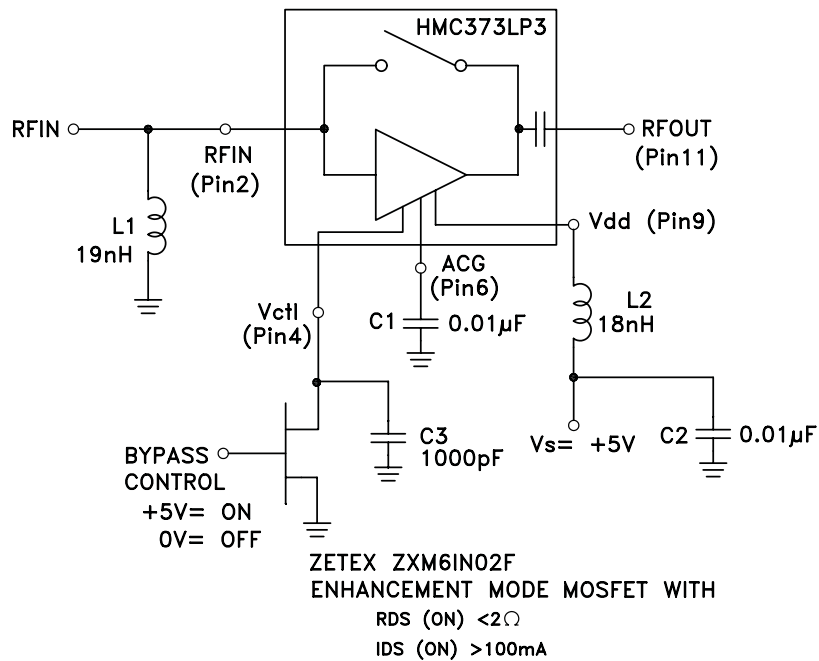 HMC373LP3
RFIN
RFIN
(Pin2)
RFOUT
(Pin11)
L1
19nH
Vdd (Pin9)
ACG
(Pin6)
Vctl
(Pin4)
C1
0.01µF
L2
18nH
C3
1000pF
Vs= +5V
C2
0.01µF
BYPASS
CONTROL
+5V= ON
0V= OFF
ZETEX ZXM61N02F
ENHANCEMENT MODE MOSFET WITH
RDS (ON) <2Ω
IDS (ON) >100mA